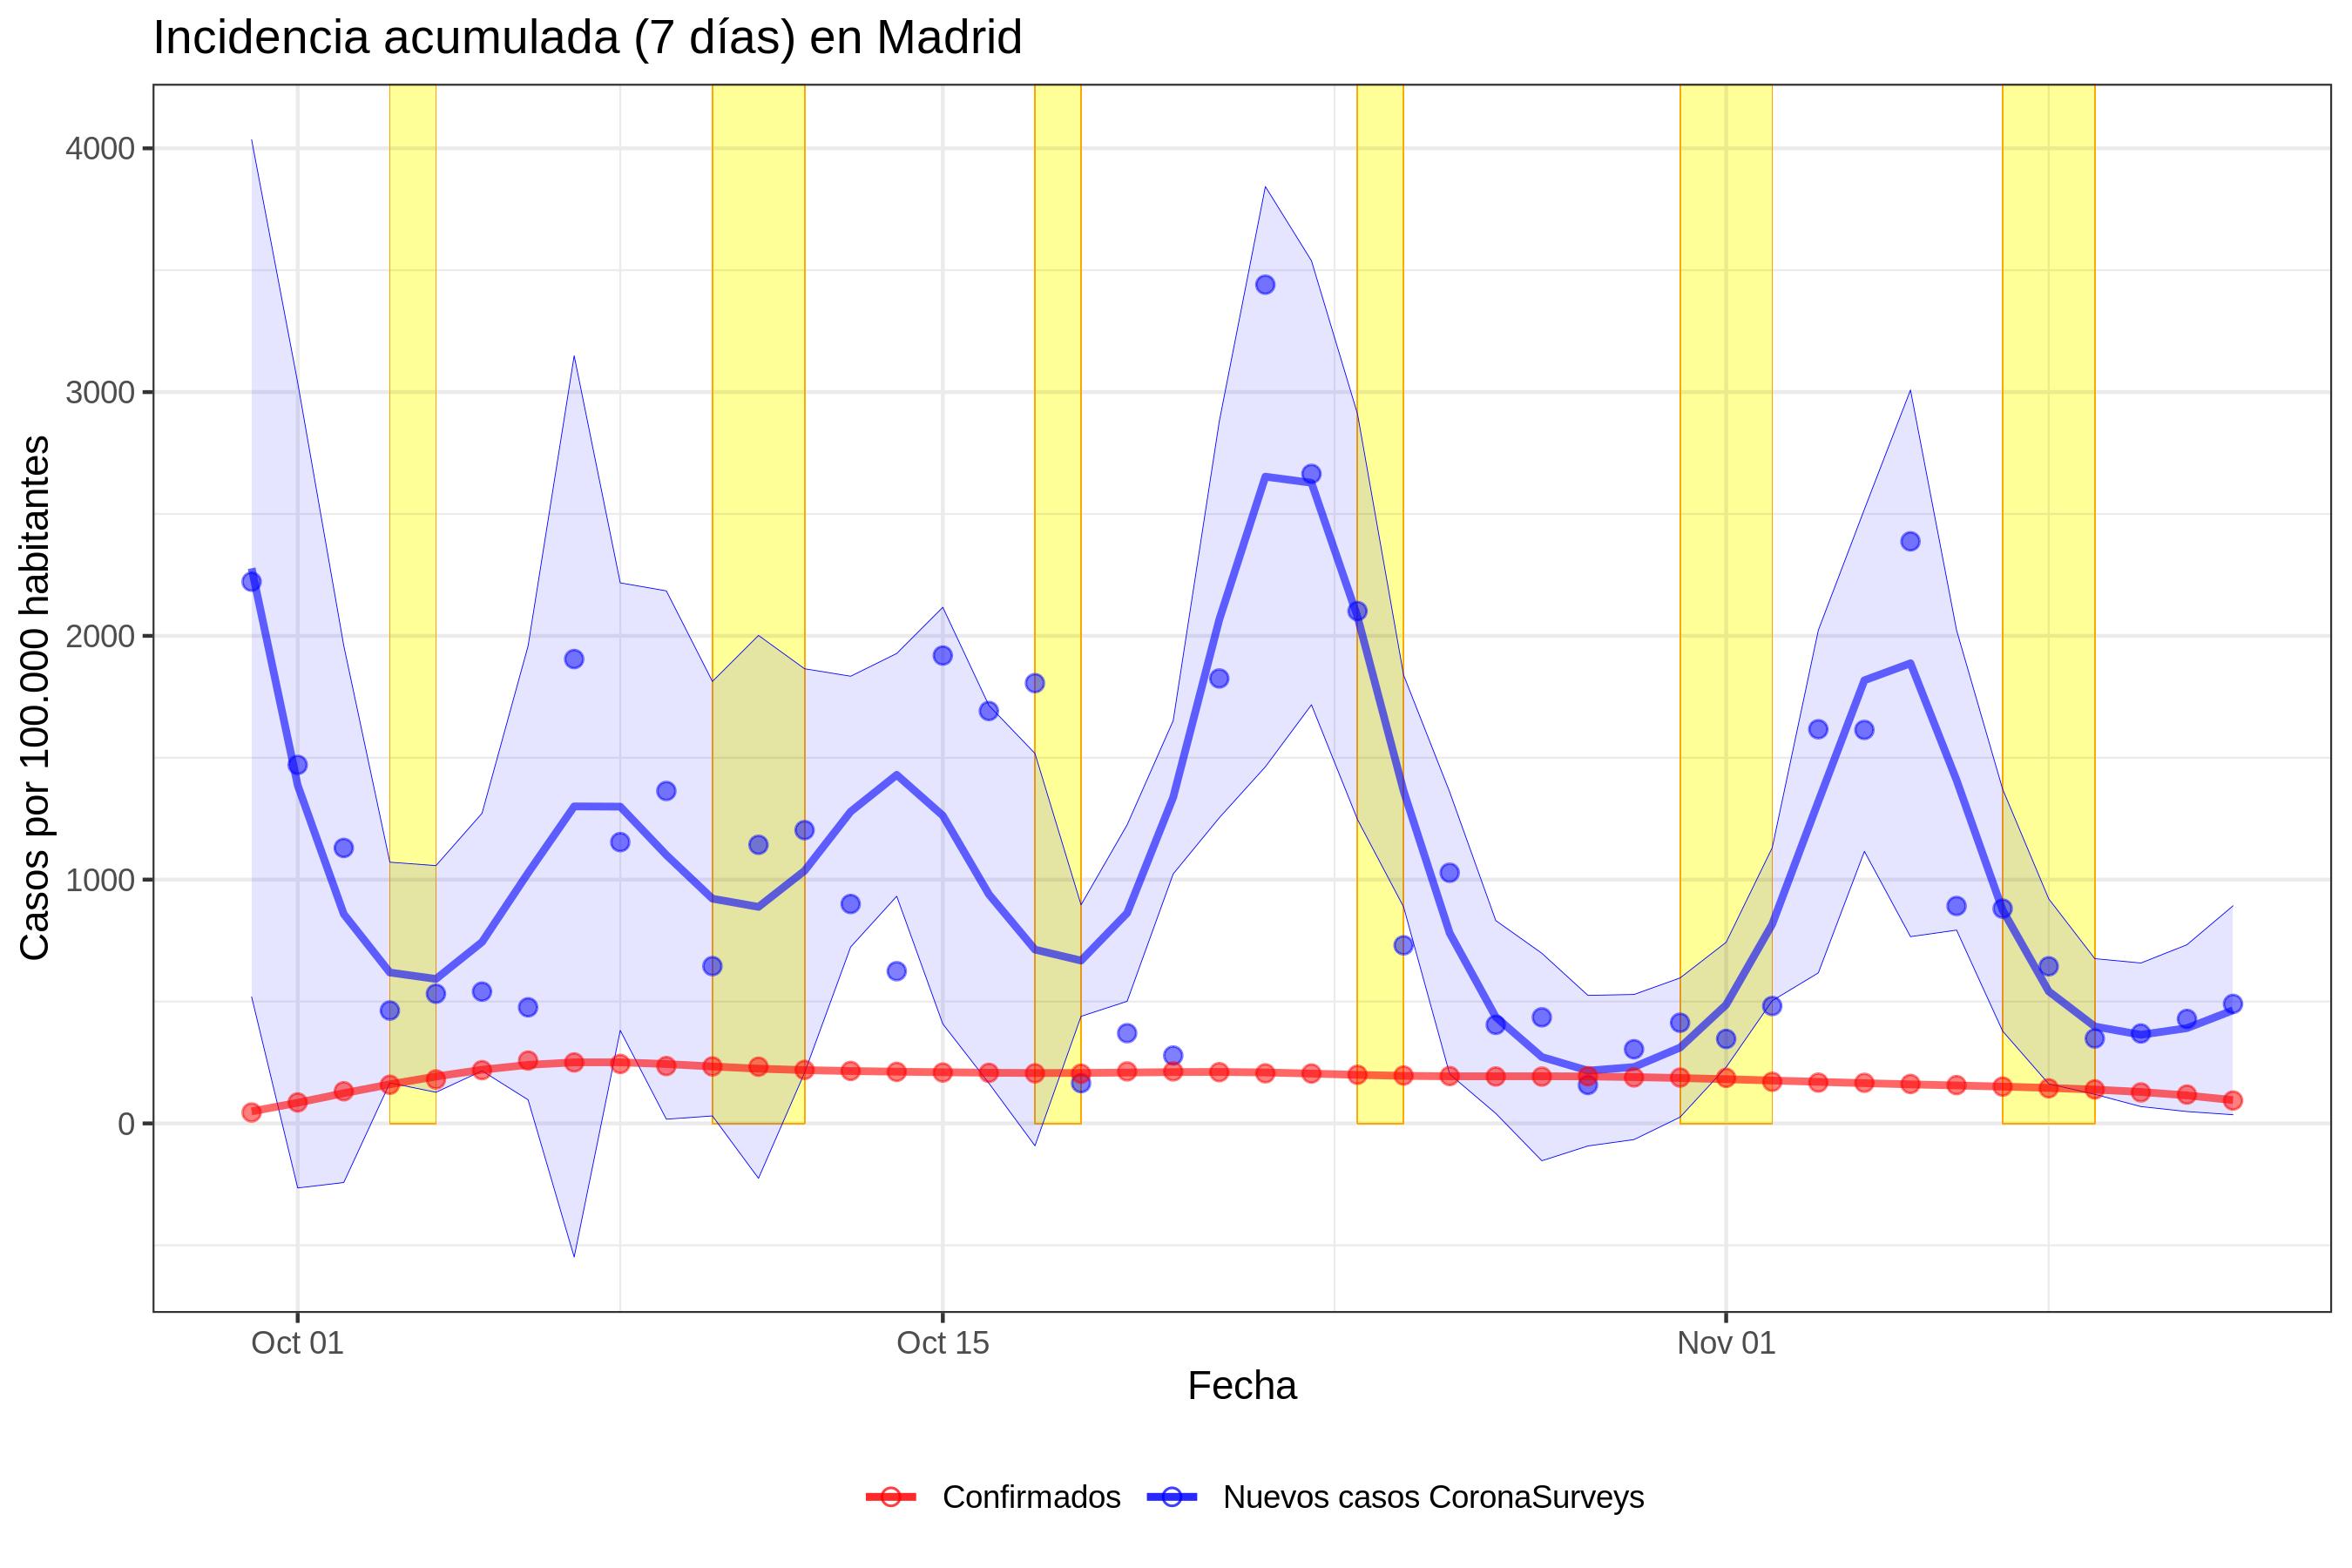 Incidencia acumulada (7 días) en Madrid
4000
3000
2000
1000
0
Casos por 100.000 habitantes
Oct 01
Oct 15
Nov 01
Fecha
Confirmados
Nuevos casos CoronaSurveys